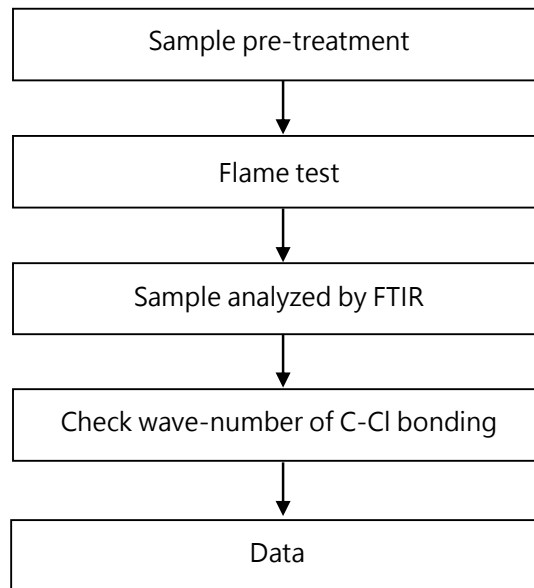 Sample pre-treatment
Flame test
Sample analyzed by FTIR
Check wave-number of C-Cl bonding
Data